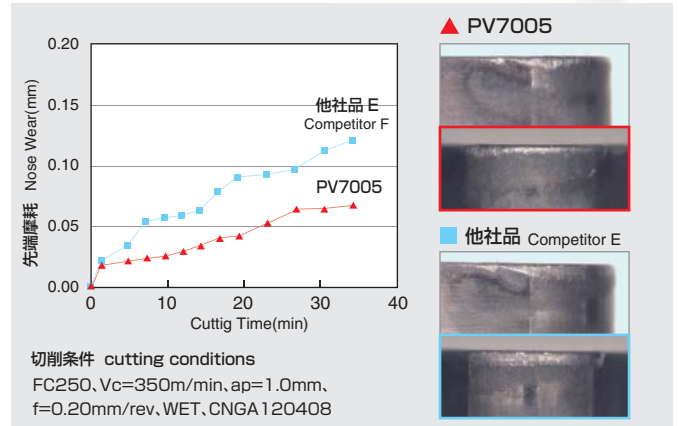 ▲ PV7005
0.20
0.15
0.10
0.05
0.00
先端摩耗 Nose Wear(mm)
他社品 E
Competitor F
PV7005
0 10 20 30 40
Cuttig Time(min)
■ 他社品 Competitor E
切削条件 cutting conditions
FC250、Vc=350m/min、ap=1.0mm、
f=0.20mm/rev、WET、CNGA120408